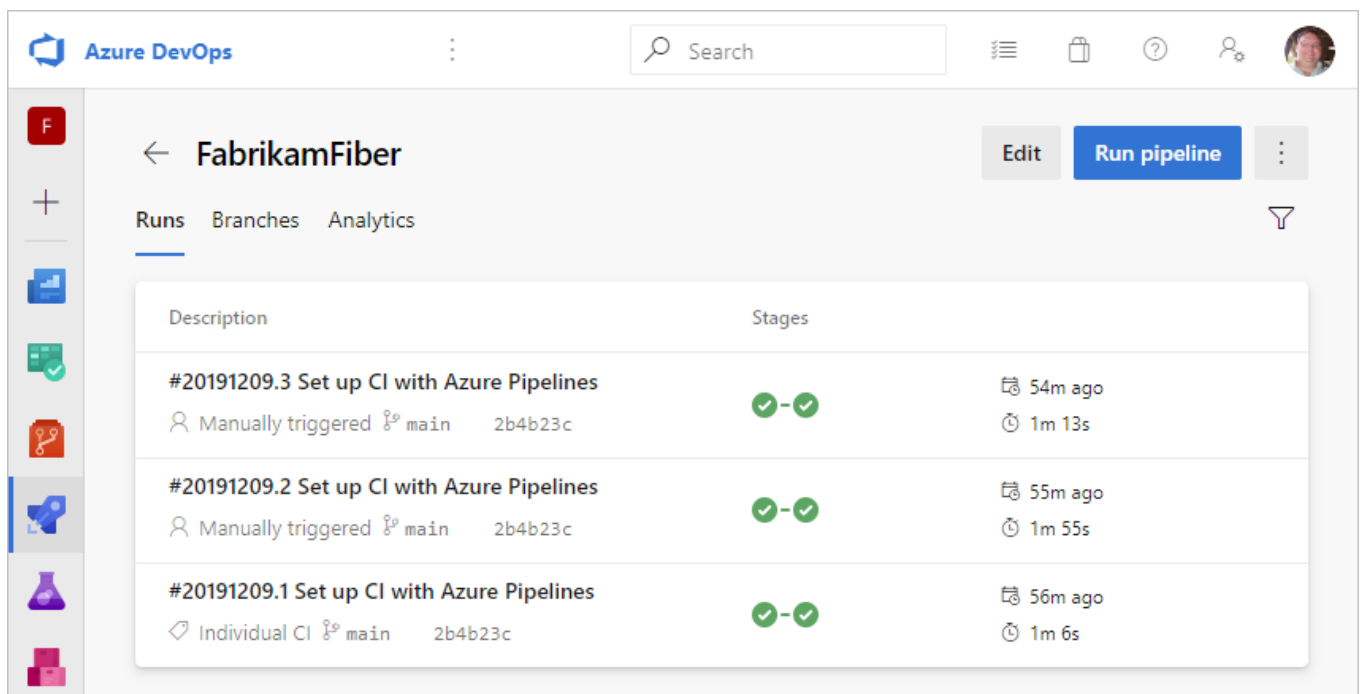 Azure DevOps
Search
F
FabrikamFiber
Edit
Run pipeline
Runs Branches Analytics
Description Stages
#20191209.3 Set up CI with Azure Pipelines
54m ago
Manually triggered main 2b4b23c
1m 13s
#20191209.2 Set up CI with Azure Pipelines
55m ago
Manually triggered main 2b4b23c
1m 55s
#20191209.1 Set up CI with Azure Pipelines
56m ago
Individual CI main 2b4b23c
1m 6s